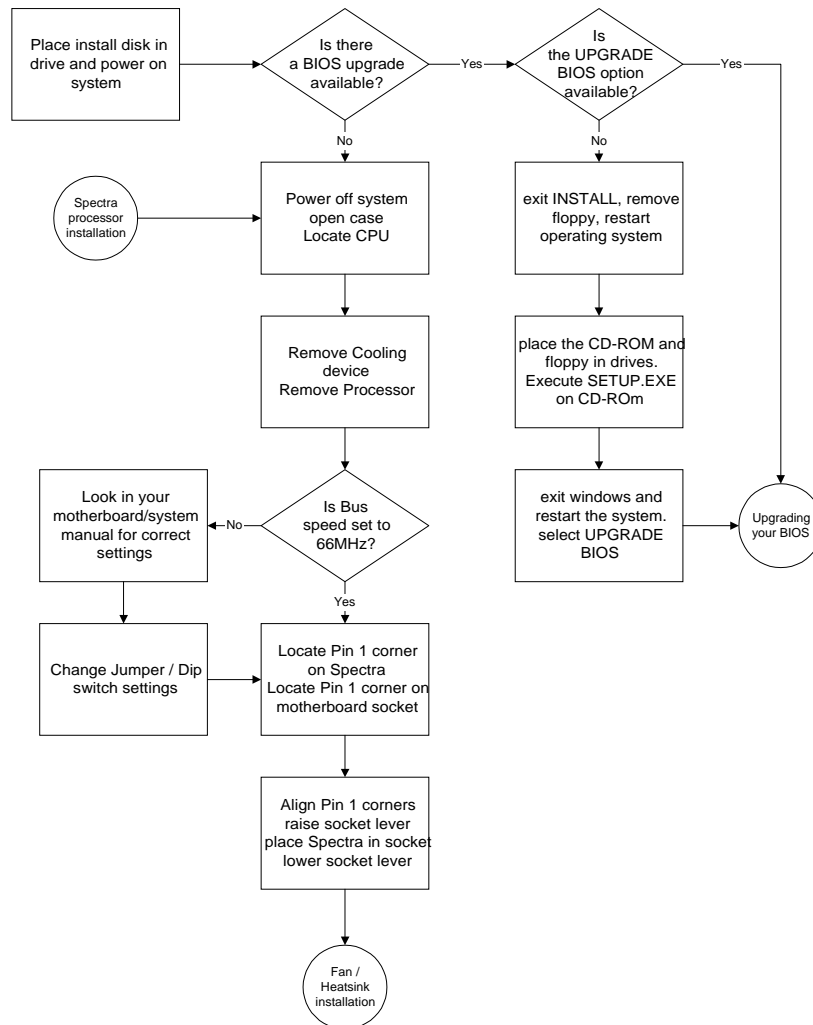 Place install disk in
drive and power on
system
Is there
a BIOS upgrade
available?
Yes
Is
the UPGRADE
BIOS option
available?
Yes
No
No
Spectra
processor
installation
Power off system
open case
Locate CPU
exit INSTALL, remove
floppy, restart
operating system
Remove Cooling
device
Remove Processor
place the CD-ROM and
floppy in drives.
Execute SETUP.EXE
on CD-ROm
Look in your
motherboard/system
manual for correct
settings
No
Is Bus
speed set to
66MHz?
exit windows and
restart the system.
select UPGRADE
BIOS
Upgrading
your BIOS
Yes
Change Jumper / Dip
switch settings
Locate Pin 1 corner
on Spectra
Locate Pin 1 corner on
motherboard socket
Align Pin 1 corners
raise socket lever
place Spectra in socket
lower socket lever
Fan /
Heatsink
installation